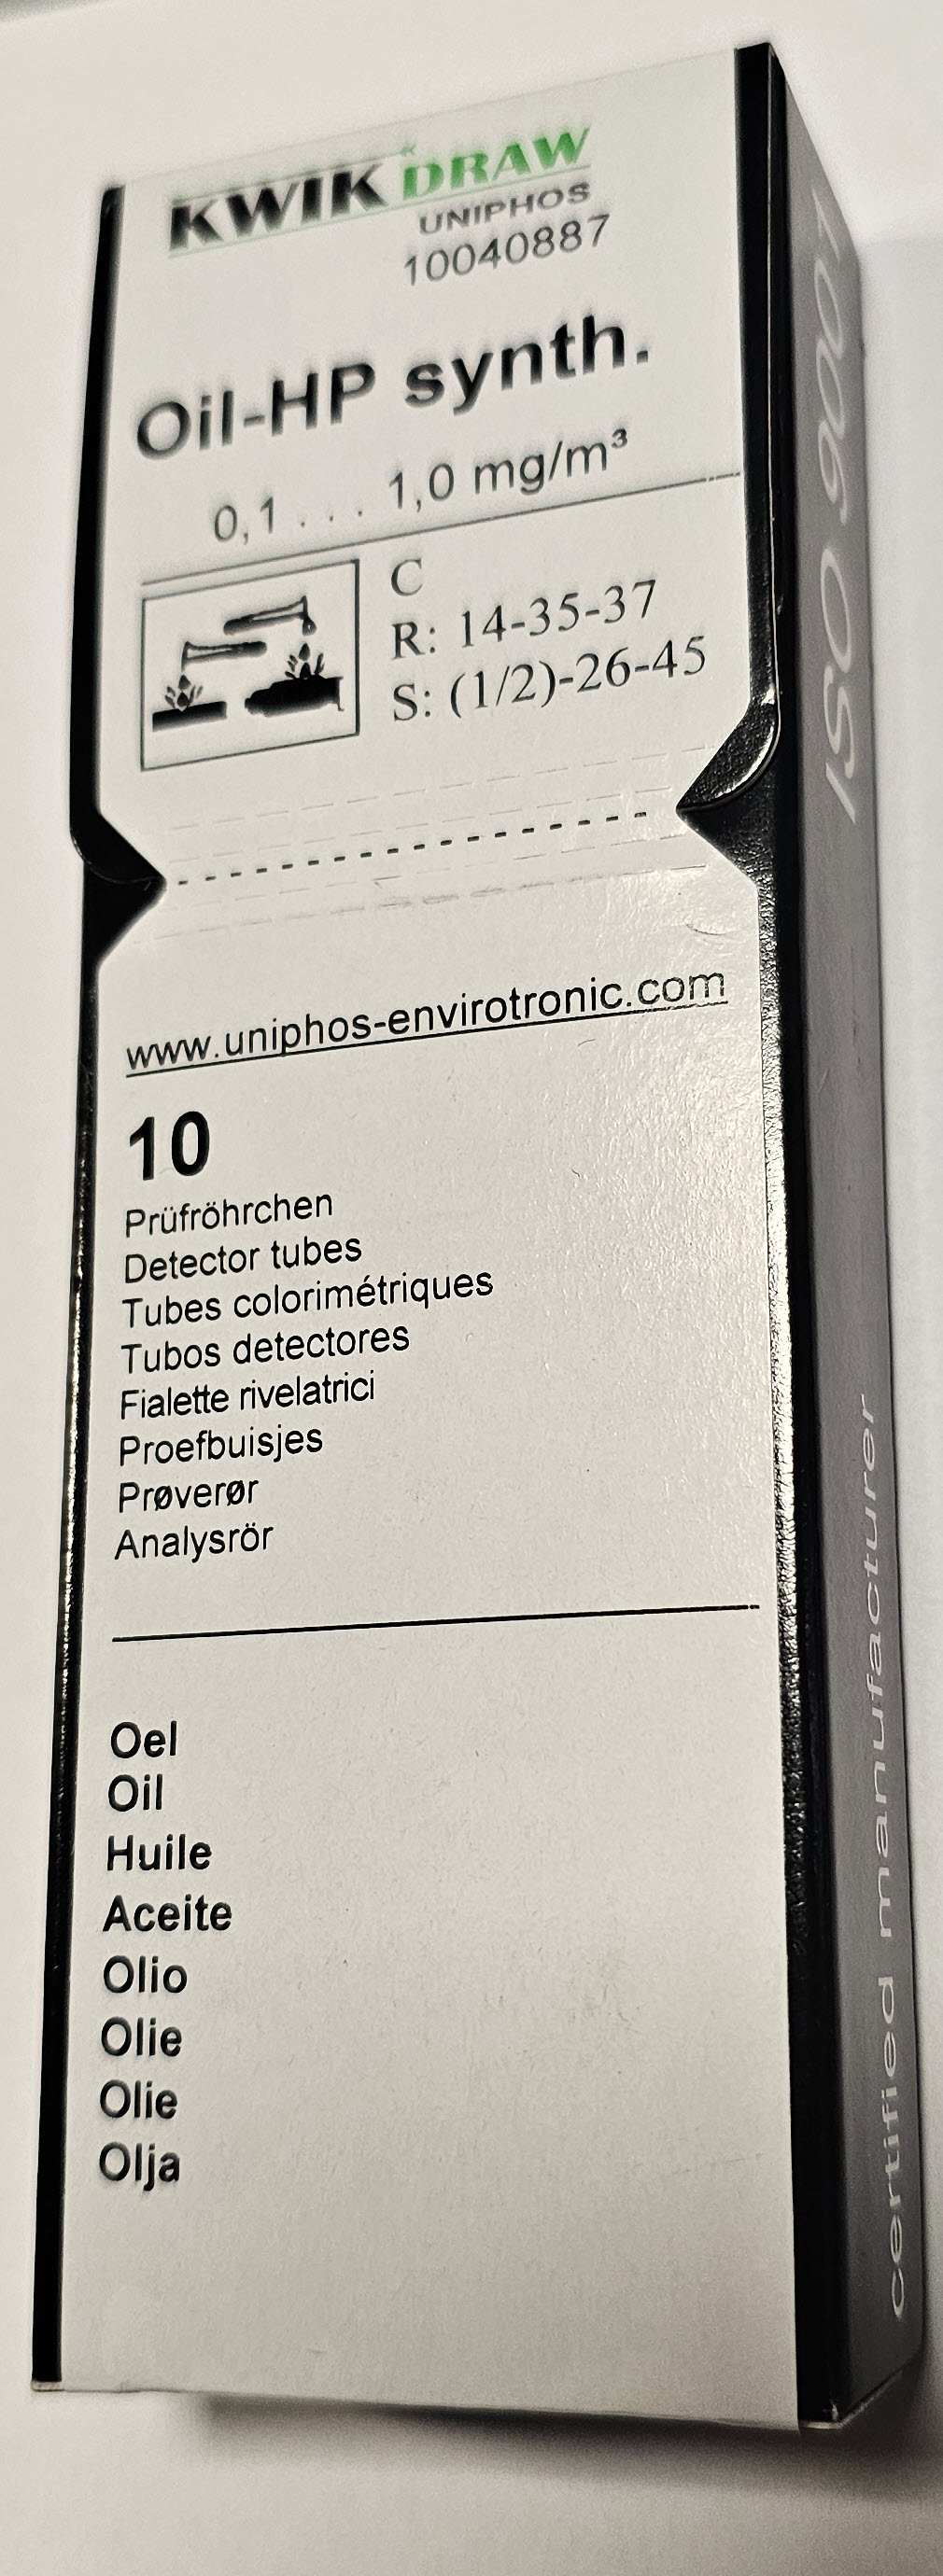 KWIK DRAW
UNIPHOS
10040887
Oil-HP synth.
0,1 . . . 1,0 mg/m³
C
R: 14-35-37
S: (1/2)-26-45
www.uniphos-envirotronic.com
10
Prüfröhrchen
Detector tubes
Tubes colorimétriques
Tubos detectores
Fialette rivelatrici
Proefbuisjes
Prøverør
Analysrör
Oel
Oil
Huile
Aceite
Olio
Olie
Olie
Olja
certified manufacturer
ISO 9001